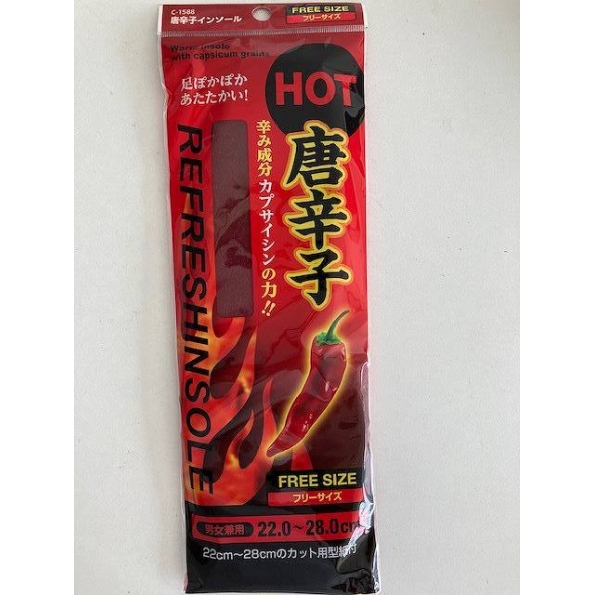 C-1588
唐辛子インソール
FREE SIZE
フリーサイズ
Warm insole
with capsicum grains
HOT
足ぽかぽか
あたたかい!
唐辛子
辛み成分カプサイシンの力!!
REFRESHINSOLE
FREE SIZE
フリーサイズ
男女兼用 22.0〜28.0cm
22cm〜28cmのカット用型紙付